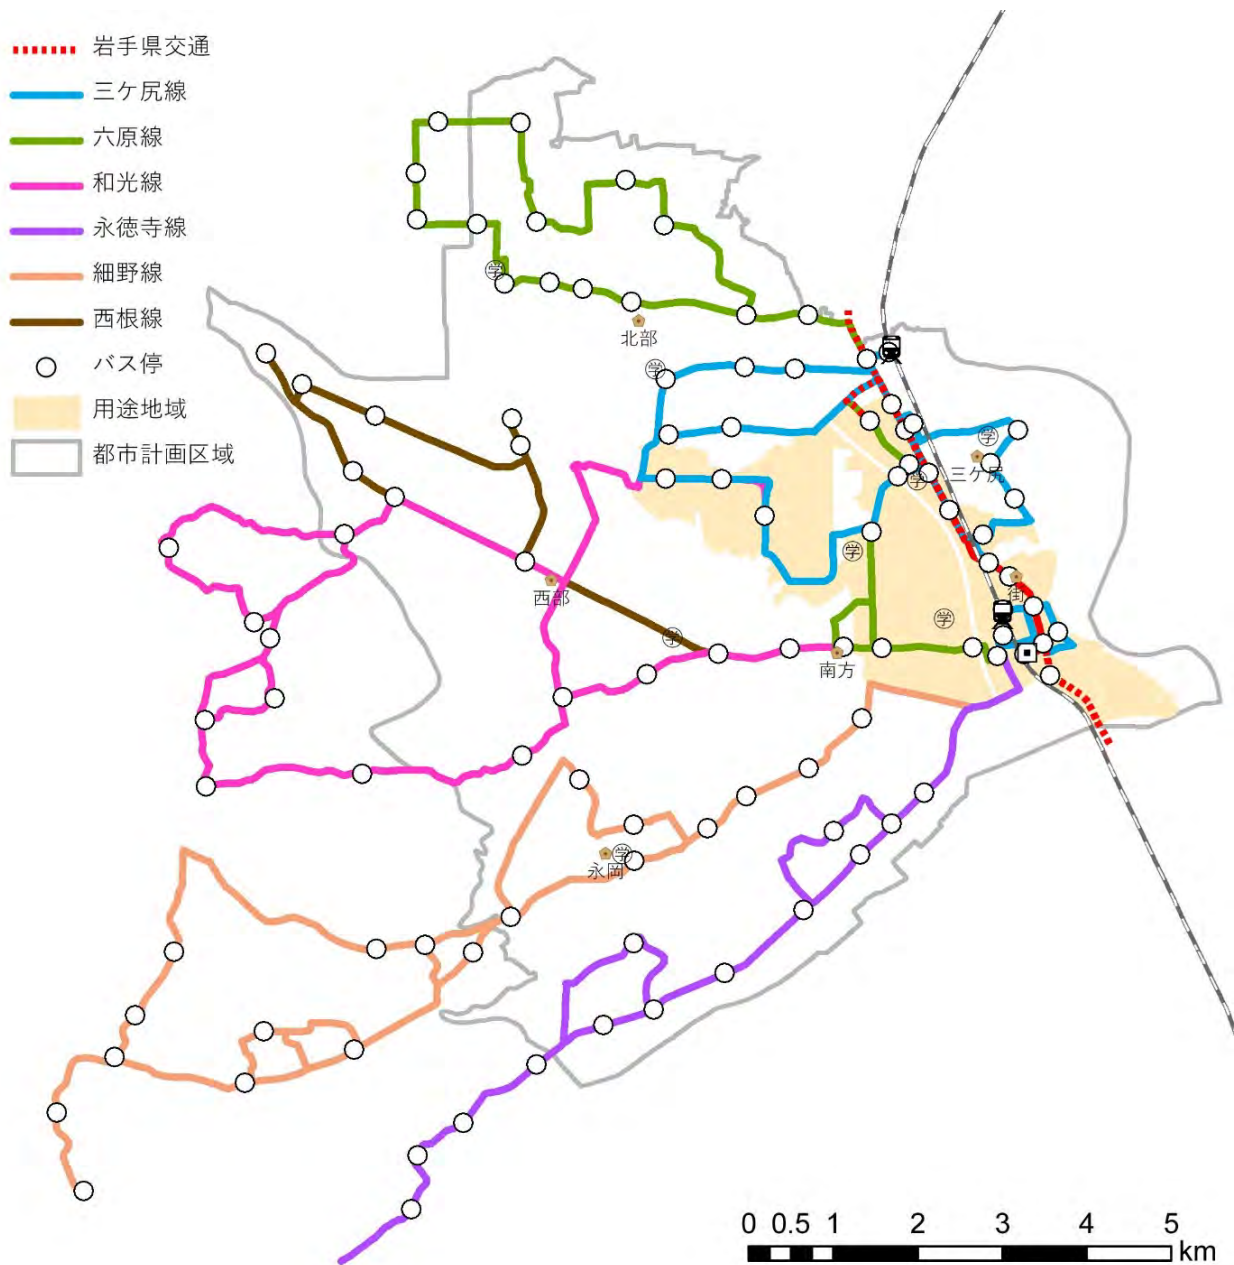 岩手県交通
三ケ尻線
六原線
和光線
永徳寺線
細野線
西根線
バス停
用途地域
都市計画区域
学
北部
学
学
三ケ尻
学
学
街
西部
学
学
南方
学
永岡
0 0.5 1 2 3 4 5
km